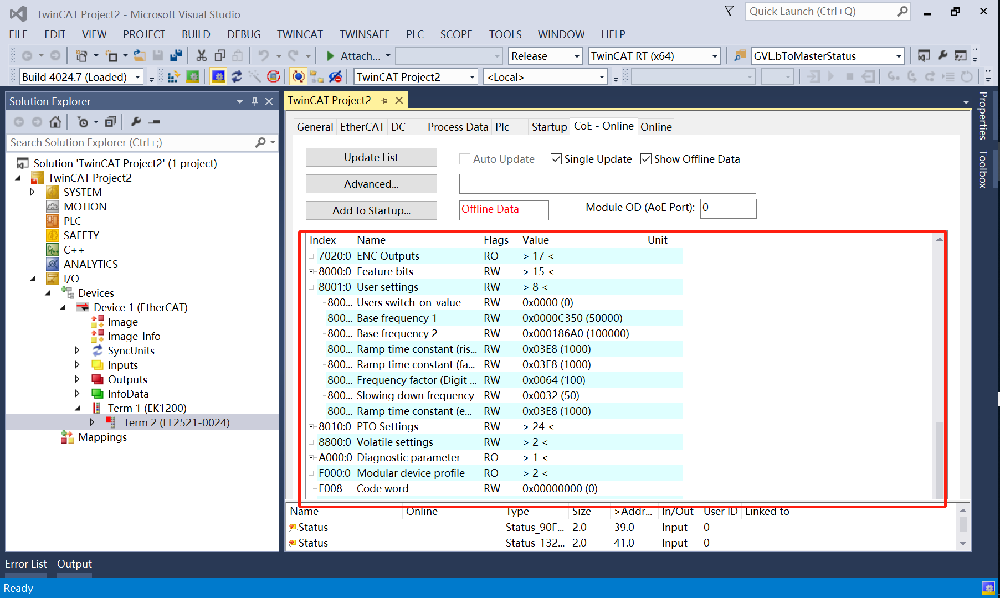 TwinCAT Project2 - Microsoft Visual Studio
Quick Launch (Ctrl+Q)
FILE EDIT VIEW PROJECT BUILD DEBUG TWINCAT TWINSAFE PLC SCOPE TOOLS WINDOW HELP
Attach... Release TwinCAT RT (x64) GVL.bToMasterStatus
Build 4024.7 (Loaded) TwinCAT Project2 <Local>
Solution Explorer
Search Solution Explorer (Ctrl+;)
Solution 'TwinCAT Project2' (1 project)
TwinCAT Project2
SYSTEM
MOTION
PLC
SAFETY
C++
ANALYTICS
I/O
Devices
Device 1 (EtherCAT)
Image
Image-Info
SyncUnits
Inputs
Outputs
InfoData
Term 1 (EK1200)
Term 2 (EL2521-0024)
Mappings
TwinCAT Project2
General EtherCAT DC Process Data Plc Startup CoE - Online Online
Update List Auto Update Single Update Show Offline Data
Advanced...
Add to Startup... Offline Data Module OD (AoE Port): 0
Index Name Flags Value Unit
7020:0 ENC Outputs RO > 17 <
8000:0 Feature bits RW > 15 <
8001:0 User settings RW > 8 <
800... Users switch-on-value RW 0x0000 (0)
800... Base frequency 1 RW 0x0000C350 (50000)
800... Base frequency 2 RW 0x000186A0 (100000)
800... Ramp time constant (ris... RW 0x03E8 (1000)
800... Ramp time constant (fa... RW 0x03E8 (1000)
800... Frequency factor (Digit ... RW 0x0064 (100)
800... Slowing down frequency RW 0x0032 (50)
800... Ramp time constant (e... RW 0x03E8 (1000)
8010:0 PTO Settings RW > 24 <
8800:0 Volatile settings RW > 2 <
A000:0 Diagnostic parameter RO > 1 <
F000:0 Modular device profile RO > 2 <
F008 Code word RW 0x00000000 (0)
Name Online Type Size >Addr... In/Out User ID Linked to
Status Status_90F... 2.0 39.0 Input 0
Status Status_132... 2.0 41.0 Input 0
Properties
Toolbox
Error List Output
Ready